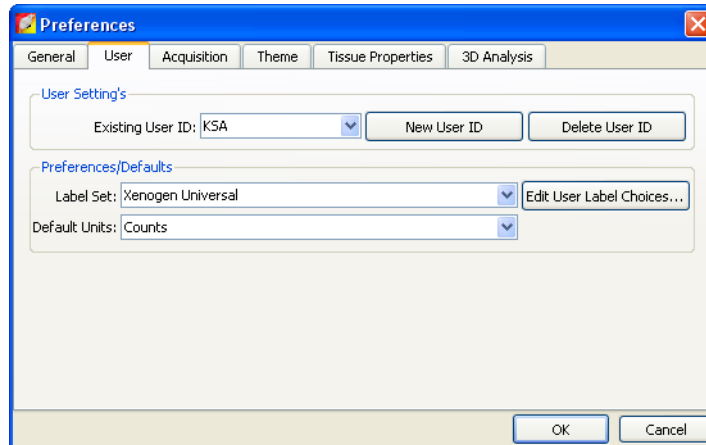 Preferences
General User Acquisition Theme Tissue Properties 3D Analysis
User Setting's
Existing User ID: KSA New User ID Delete User ID
Preferences/Defaults
Label Set: Xenogen Universal Edit User Label Choices...
Default Units: Counts
OK Cancel